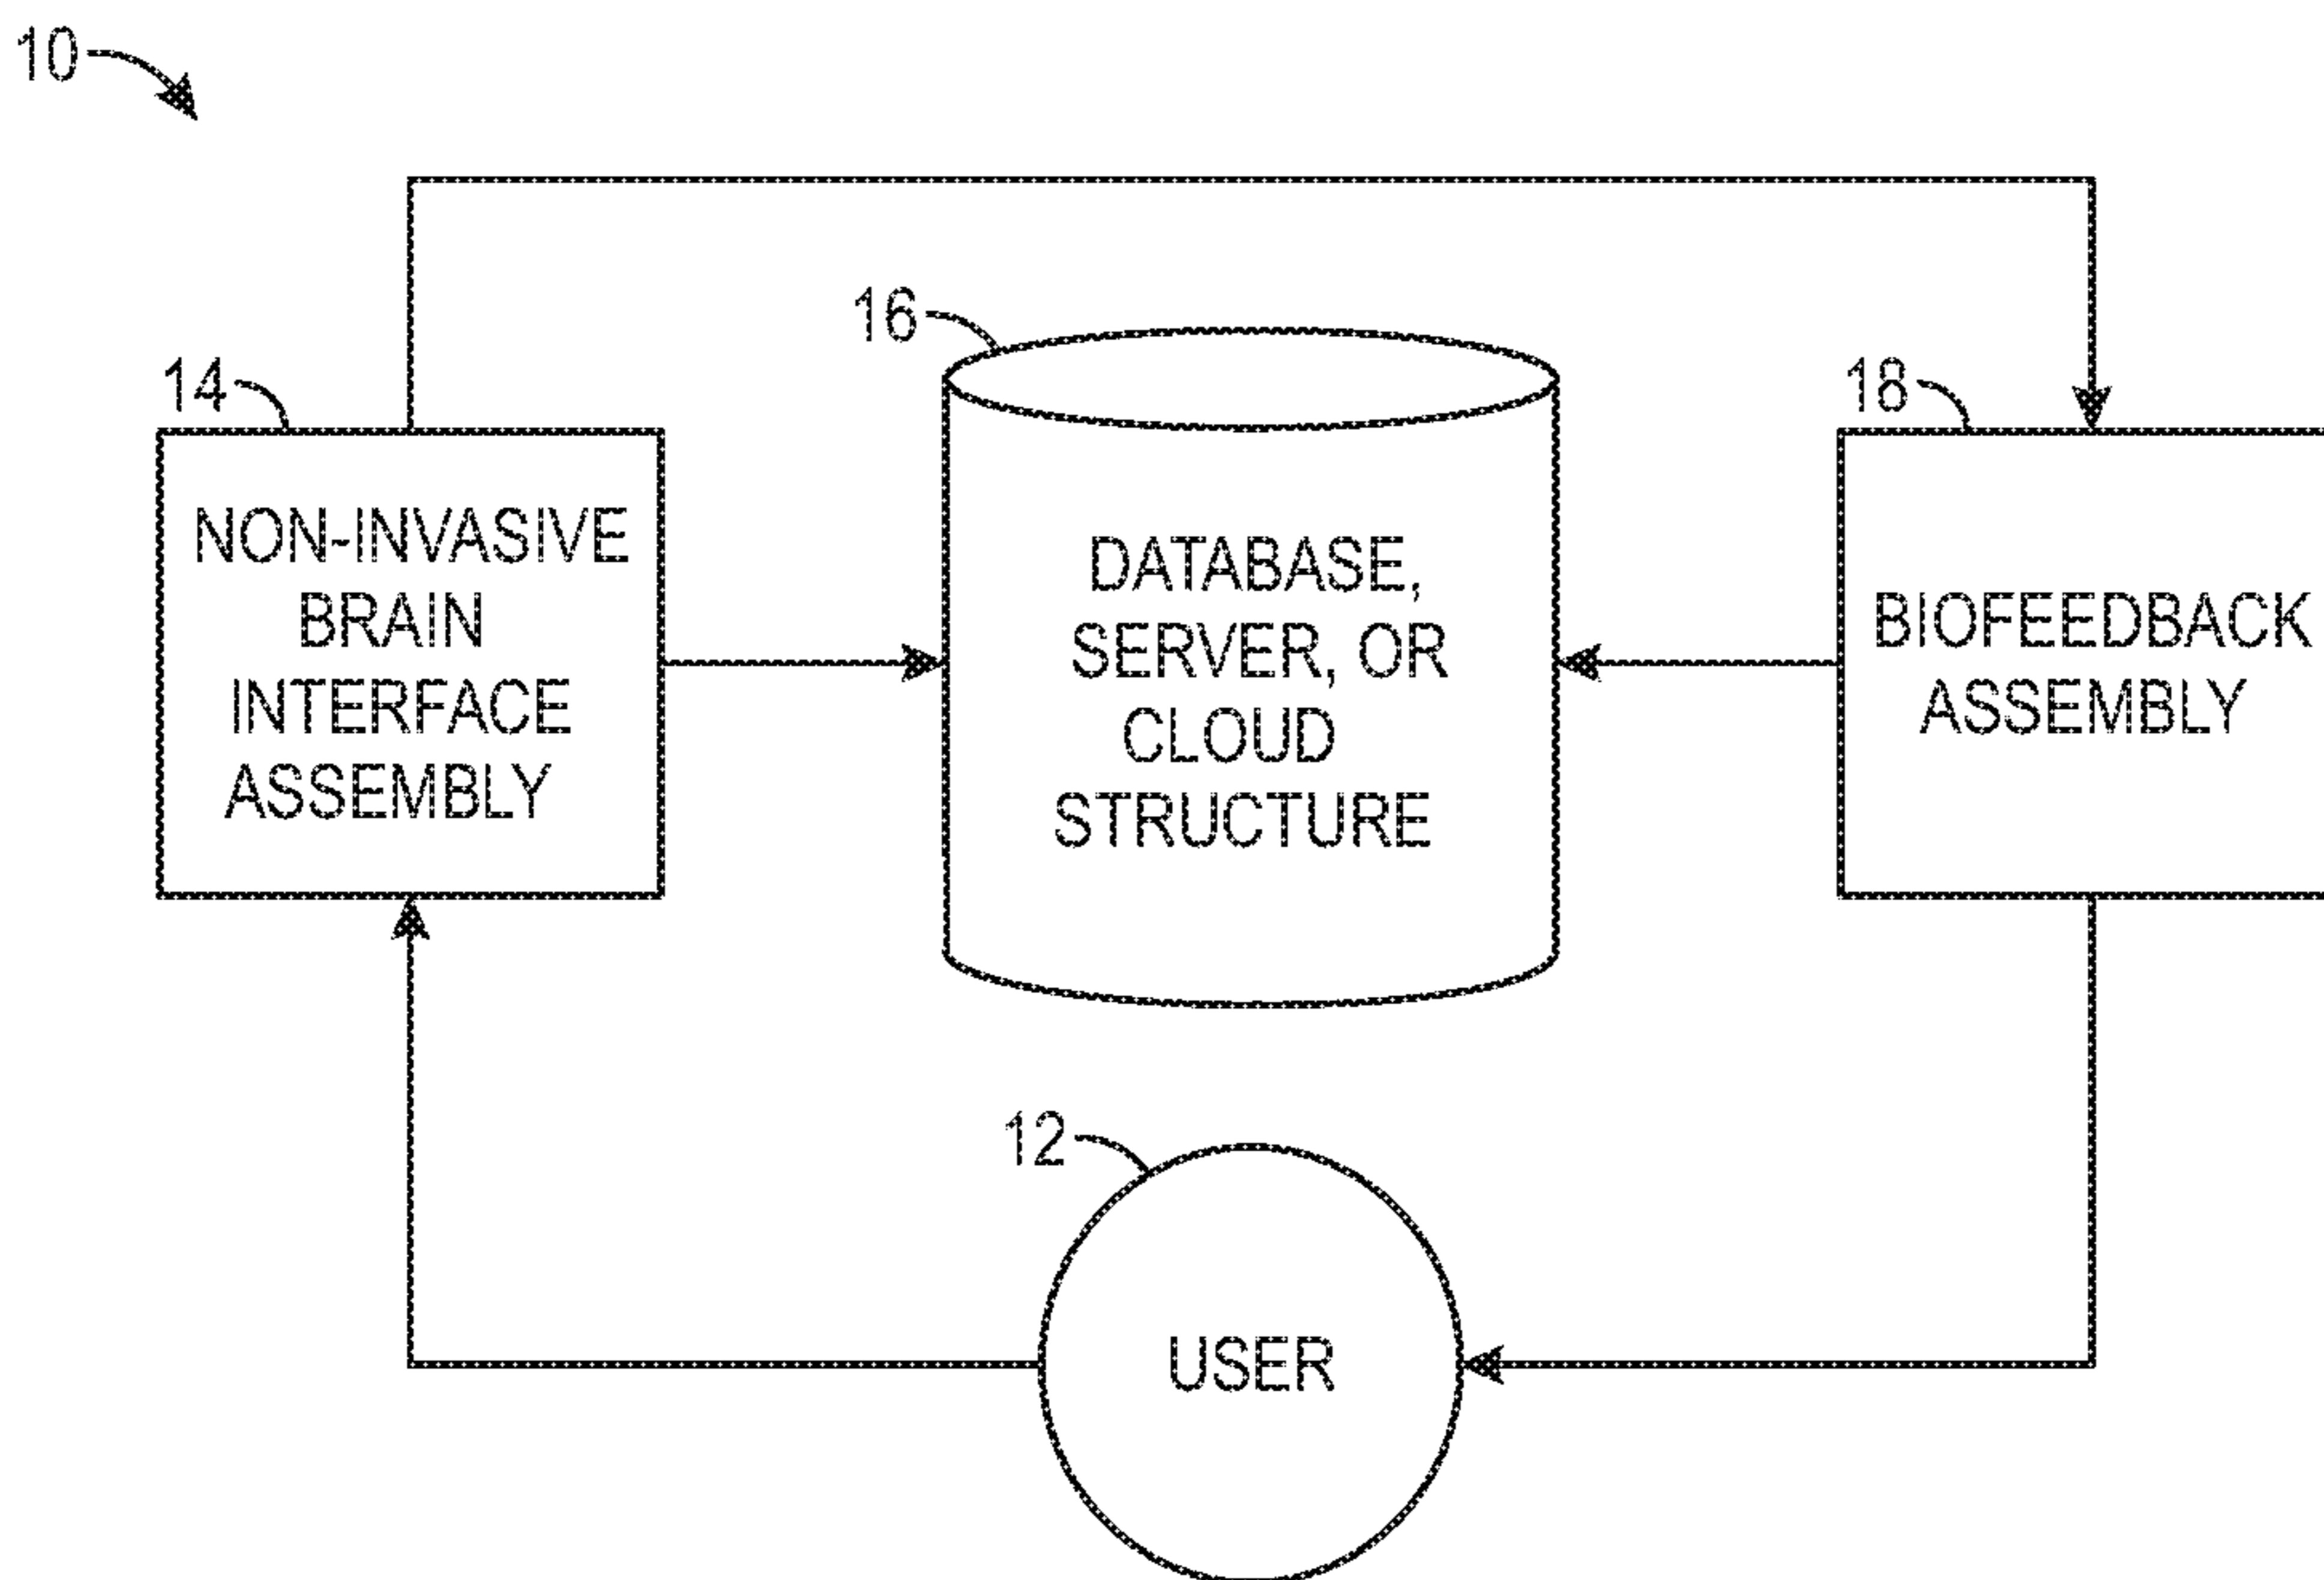 10
16
14
18
NON-INVASIVE
BRAIN
INTERFACE
ASSEMBLY
DATABASE,
SERVER, OR
CLOUD
STRUCTURE
BIOFEEDBACK
ASSEMBLY
12
USER